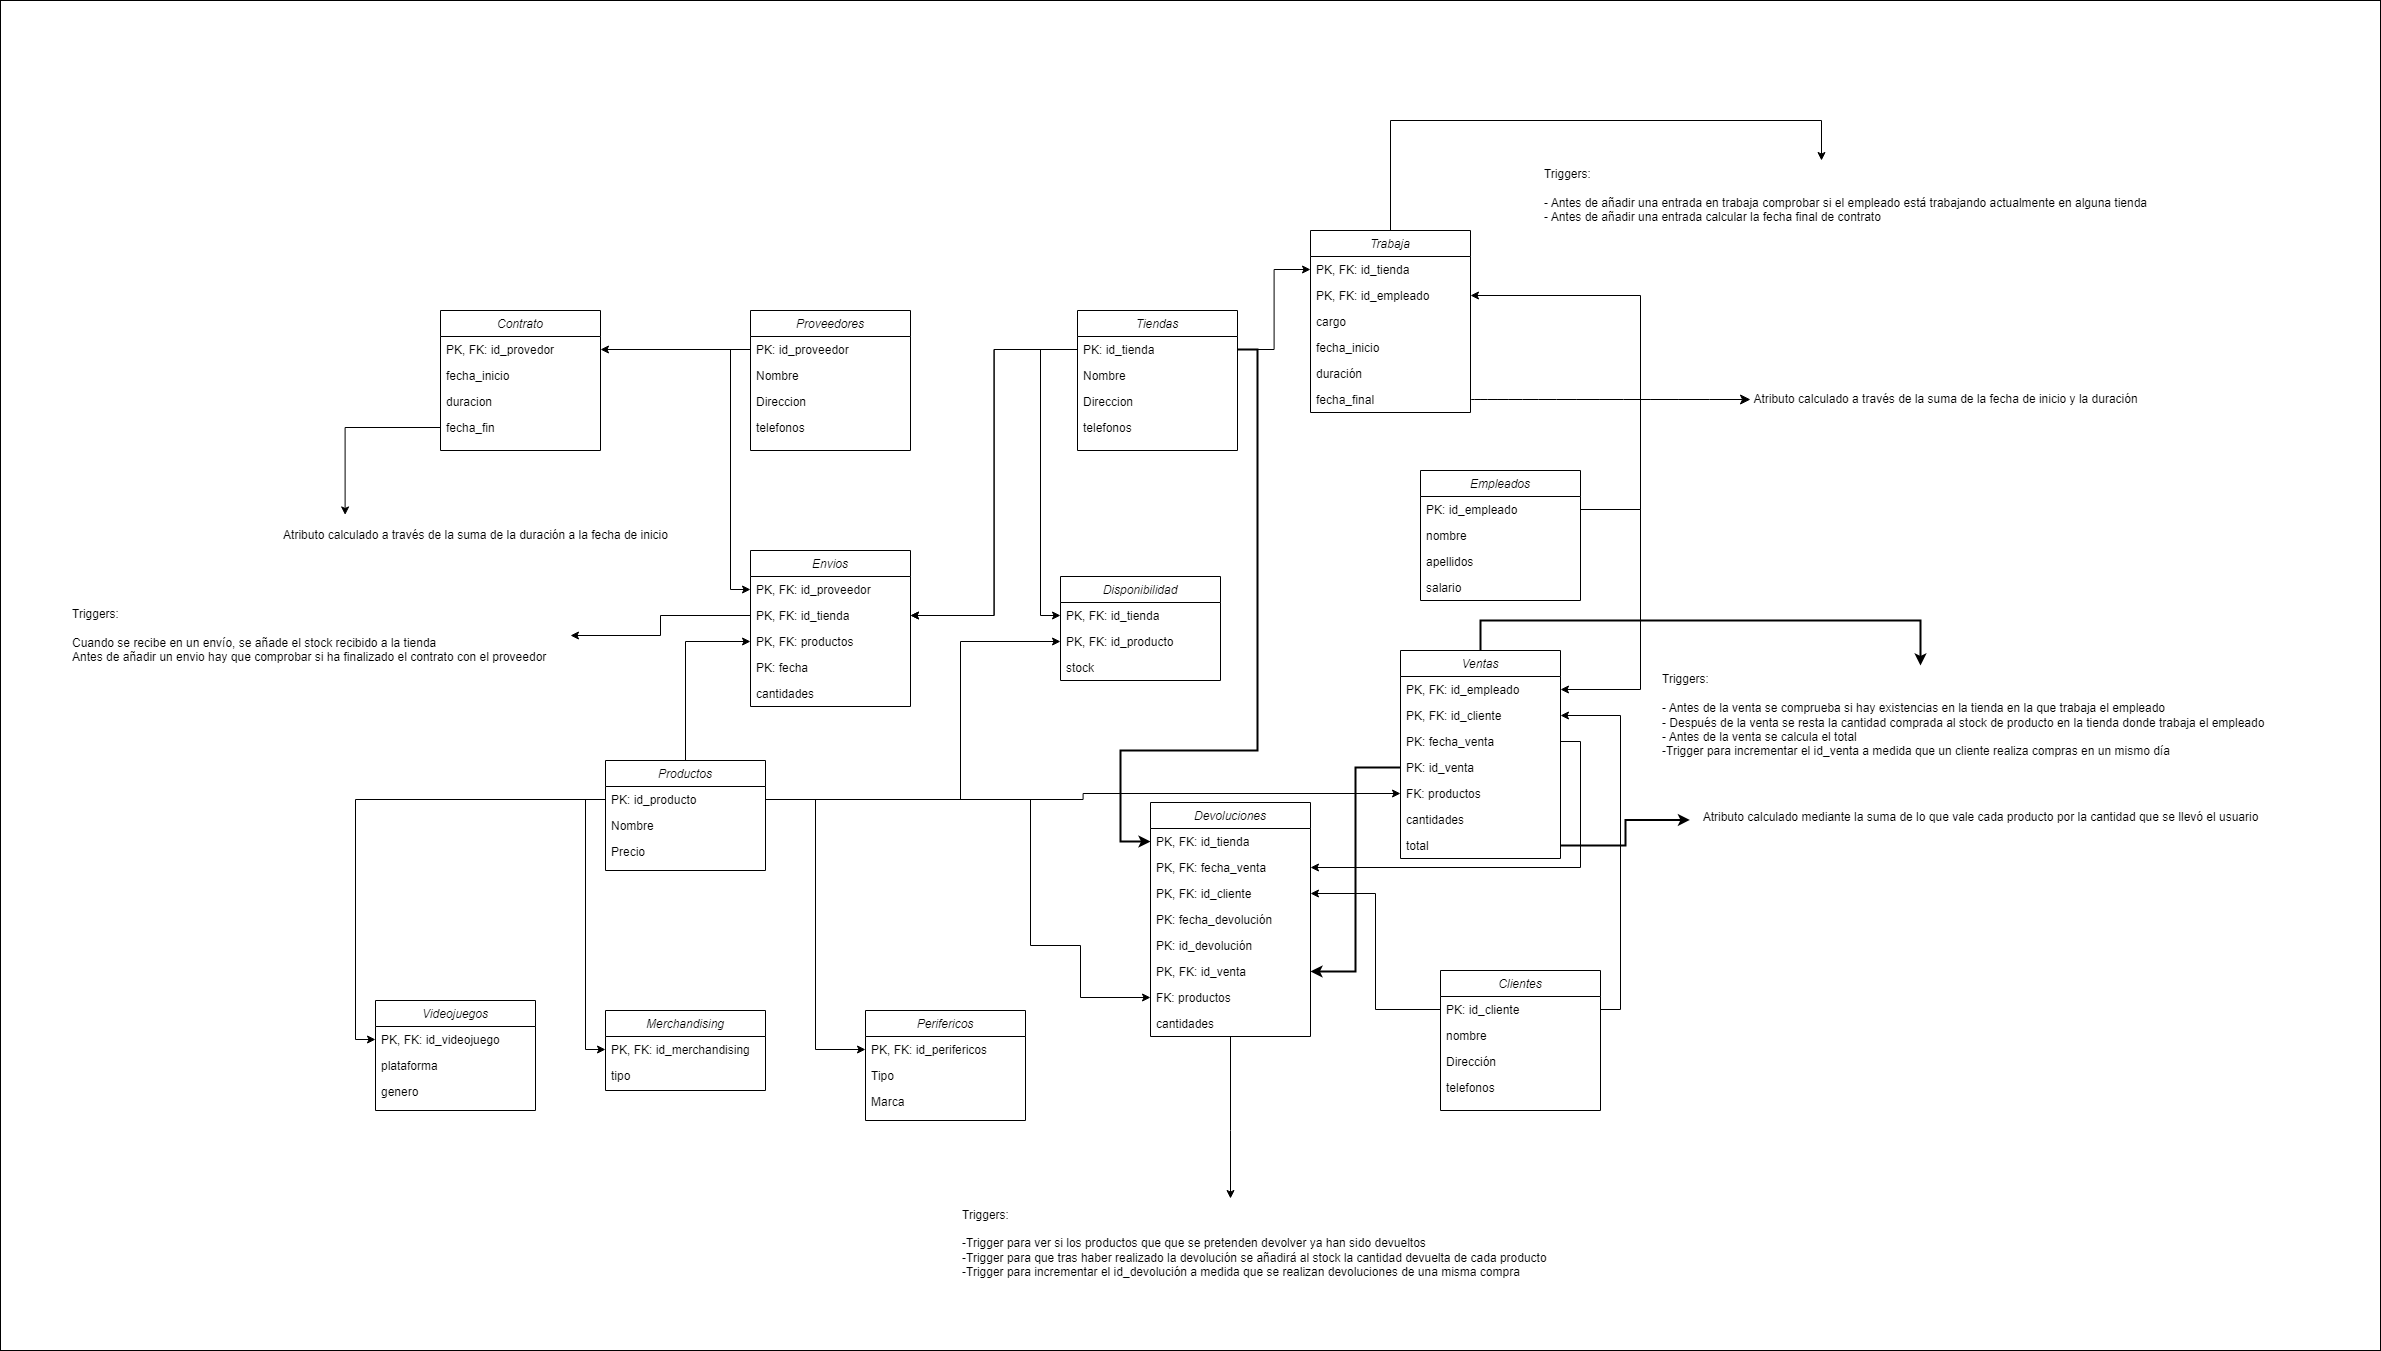 Triggers:
- Antes de añadir una entrada en trabaja comprobar si el empleado está trabajando actualmente en alguna tienda
- Antes de añadir una entrada calcular la fecha final de contrato
Trabaja
PK, FK: id_tienda
PK, FK: id_empleado
cargo
fecha_inicio
duración
fecha_final
Atributo calculado a través de la suma de la fecha de inicio y la duración
Contrato
PK, FK: id_provedor
fecha_inicio
duracion
fecha_fin
Atributo calculado a través de la suma de la duración a la fecha de inicio
Proveedores
PK: id_proveedor
Nombre
Direccion
telefonos
Tiendas
PK: id_tienda
Nombre
Direccion
telefonos
Empleados
PK: id_empleado
nombre
apellidos
salario
Triggers:
Cuando se recibe en un envío, se añade el stock recibido a la tienda
Antes de añadir un envio hay que comprobar si ha finalizado el contrato con el proveedor
Envios
PK, FK: id_proveedor
PK, FK: id_tienda
PK, FK: productos
PK: fecha
cantidades
Disponibilidad
PK, FK: id_tienda
PK, FK: id_producto
stock
Ventas
PK, FK: id_empleado
PK, FK: id_cliente
PK: fecha_venta
PK: id_venta
FK: productos
cantidades
total
Triggers:
- Antes de la venta se comprueba si hay existencias en la tienda en la que trabaja el empleado
- Después de la venta se resta la cantidad comprada al stock de producto en la tienda donde trabaja el empleado
- Antes de la venta se calcula el total
-Trigger para incrementar el id_venta a medida que un cliente realiza compras en un mismo día
Atributo calculado mediante la suma de lo que vale cada producto por la cantidad que se llevó el usuario
Productos
PK: id_producto
Nombre
Precio
Devoluciones
PK, FK: id_tienda
PK, FK: fecha_venta
PK, FK: id_cliente
PK: fecha_devolución
PK: id_devolución
PK, FK: id_venta
FK: productos
cantidades
Videojuegos
PK, FK: id_videojuego
plataforma
genero
Merchandising
PK, FK: id_merchandising
tipo
Perifericos
PK, FK: id_perifericos
Tipo
Marca
Clientes
PK: id_cliente
nombre
Dirección
telefonos
Triggers:
-Trigger para ver si los productos que que se pretenden devolver ya han sido devueltos
-Trigger para que tras haber realizado la devolución se añadirá al stock la cantidad devuelta de cada producto
-Trigger para incrementar el id_devolución a medida que se realizan devoluciones de una misma compra